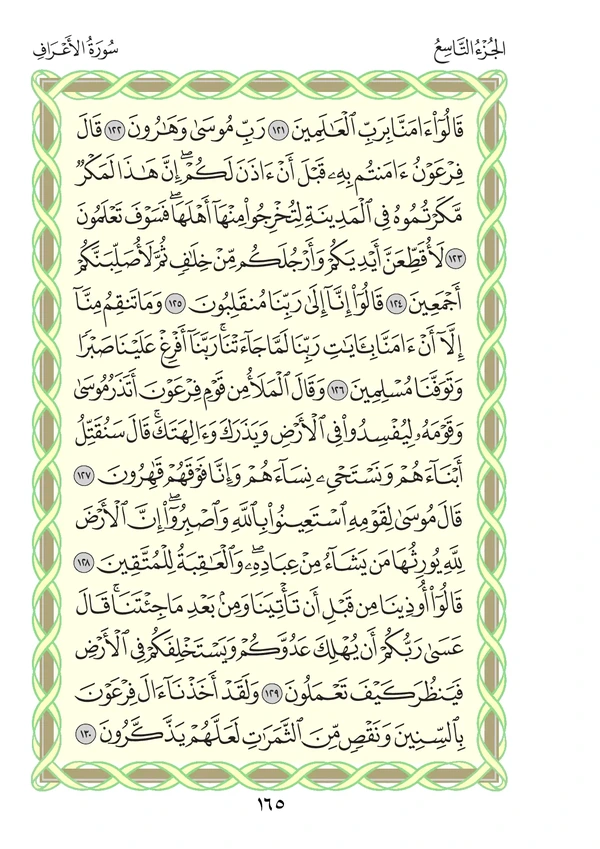 الجُزْءُ التَّاسِعُ
سُورَةُ الأَعْرَافِ
قَالُوٓا۟ ءَامَنَّا بِرَبِّ ٱلْعَـٰلَمِينَ ١٢١ رَبِّ مُوسَىٰ وَهَـٰرُونَ ١٢٢ قَالَ
فِرْعَوْنُ ءَامَنتُم بِهِۦ قَبْلَ أَنْ ءَاذَنَ لَكُمْ ۖ إِنَّ هَـٰذَا لَمَكْرٌ
مَّكَرْتُمُوهُ فِى ٱلْمَدِينَةِ لِتُخْرِجُوا۟ مِنْهَآ أَهْلَهَا ۖ فَسَوْفَ تَعْلَمُونَ
١٢٣ لَأُقَطِّعَنَّ أَيْدِيَكُمْ وَأَرْجُلَكُم مِّنْ خِلَـٰفٍ ثُمَّ لَأُصَلِّبَنَّكُمْ
أَجْمَعِينَ ١٢٤ قَالُوٓا۟ إِنَّآ إِلَىٰ رَبِّنَا مُنقَلِبُونَ ١٢٥ وَمَا تَنقِمُ مِنَّآ
إِلَّآ أَنْ ءَامَنَّا بِـَٔايَـٰتِ رَبِّنَا لَمَّا جَآءَتْنَا ۚ رَبَّنَآ أَفْرِغْ عَلَيْنَا صَبْرًا
وَتَوَفَّنَا مُسْلِمِينَ ١٢٦ وَقَالَ ٱلْمَلَأُ مِن قَوْمِ فِرْعَوْنَ أَتَذَرُ مُوسَىٰ
وَقَوْمَهُۥ لِيُفْسِدُوا۟ فِى ٱلْأَرْضِ وَيَذَرَكَ وَءَالِهَتَكَ ۚ قَالَ سَنُقَتِّلُ
أَبْنَآءَهُمْ وَنَسْتَحْىِۦ نِسَآءَهُمْ وَإِنَّا فَوْقَهُمْ قَـٰهِرُونَ ١٢٧
قَالَ مُوسَىٰ لِقَوْمِهِ ٱسْتَعِينُوا۟ بِٱللَّهِ وَٱصْبِرُوٓا۟ ۖ إِنَّ ٱلْأَرْضَ
لِلَّهِ يُورِثُهَا مَن يَشَآءُ مِنْ عِبَادِهِۦ ۖ وَٱلْعَـٰقِبَةُ لِلْمُتَّقِينَ ١٢٨
قَالُوٓا۟ أُوذِينَا مِن قَبْلِ أَن تَأْتِيَنَا وَمِنۢ بَعْدِ مَا جِئْتَنَا ۚ قَالَ
عَسَىٰ رَبُّكُمْ أَن يُهْلِكَ عَدُوَّكُمْ وَيَسْتَخْلِفَكُمْ فِى ٱلْأَرْضِ
فَيَنظُرَ كَيْفَ تَعْمَلُونَ ١٢٩ وَلَقَدْ أَخَذْنَآ ءَالَ فِرْعَوْنَ
بِٱلسِّنِينَ وَنَقْصٍ مِّنَ ٱلثَّمَرَٰتِ لَعَلَّهُمْ يَذَّكَّرُونَ ١٣٠
١٦٥